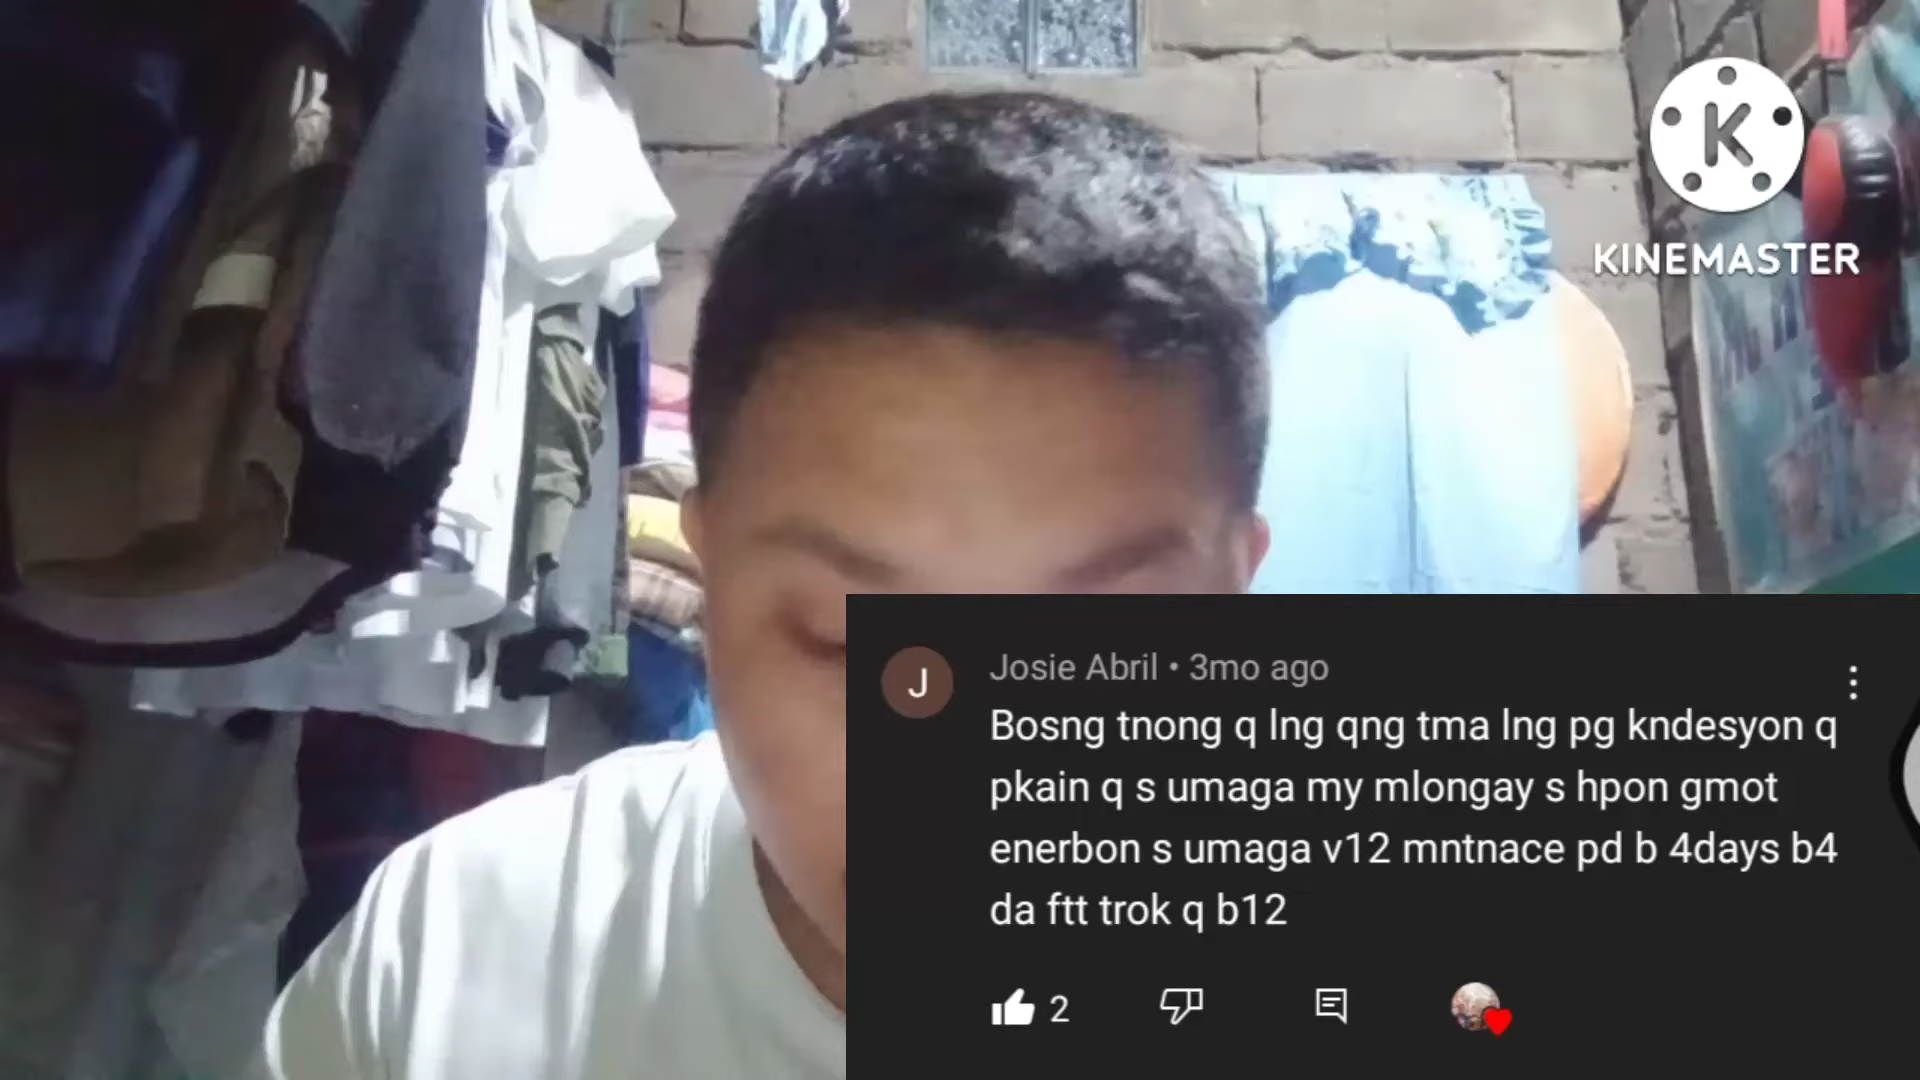 K
KINEMASTER
J
Josie Abril • 3mo ago
Bosng tnong q lng qng tma lng pg kndesyon q
pkain q s umaga my mlongay s hpon gmot
enerbon s umaga v12 mntnace pd b 4days b4
da ftt trok q b12
2